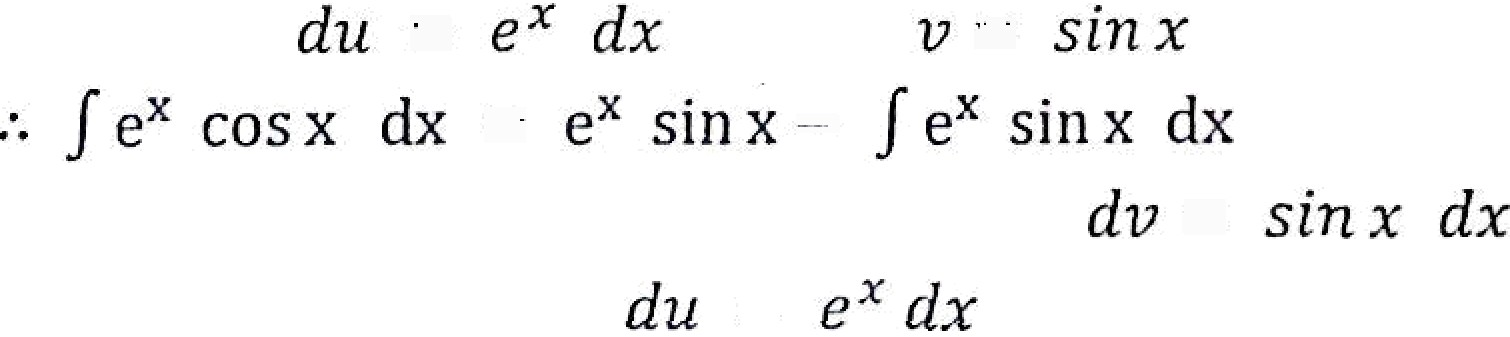 du e^x dx v sin x
∴ ∫ e^x cos x dx e^x sin x – ∫ e^x sin x dx
dv sin x dx
du e^x dx